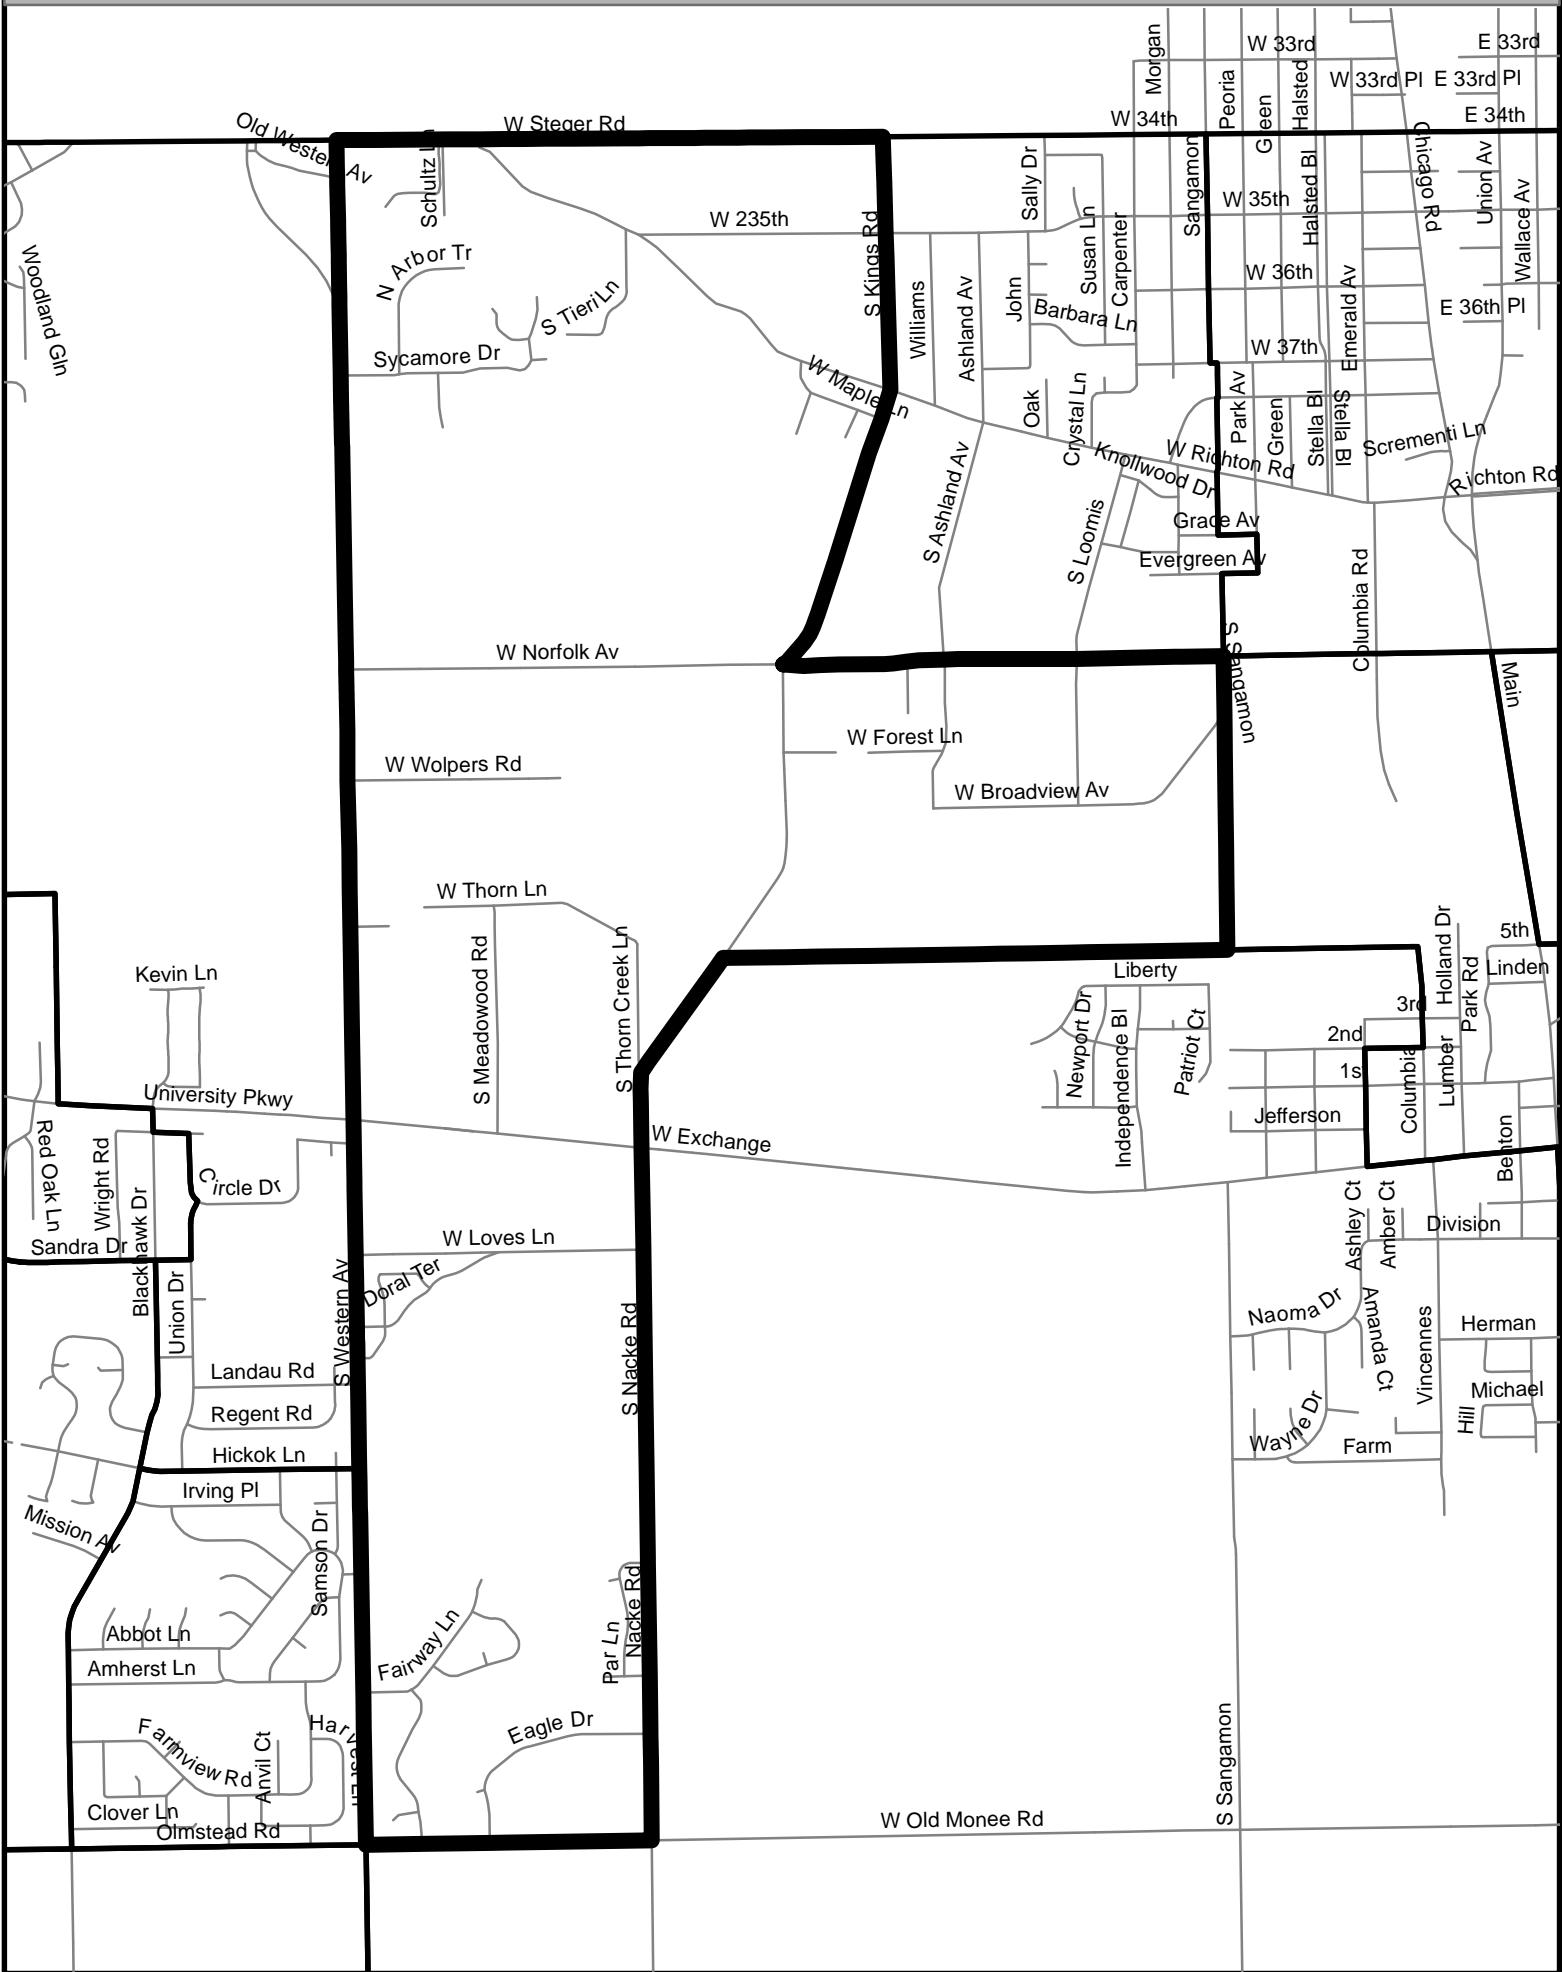 Morgan
W 33rd
E 33rd
Halsted
W 33rd Pl
E 33rd Pl
Peoria
Green
W 34th
E 34th
Old Western Av
W Steger Rd
Chicago Rd
Schultz L
Sally Dr
Sangamon
Halsted Bl
Union Av
Wallace Av
W 35th
W 235th
S Kings Rd
Susan Ln
Carpenter
Woodland Gln
N Arbor Tr
W 36th
Emerald Av
S Tieri Ln
Williams
Ashland Av
John
Barbara Ln
E 36th Pl
Sycamore Dr
W 37th
W Maple Ln
Oak
Crystal Ln
Park Av
Green
Stella Bl
Stella Bl
Screment​i Ln
Knollwood Dr
W Richton Rd
Richton Rd
S Ashland Av
S Loomis
Grace Av
Evergreen Av
Columbia Rd
W Norfolk Av
S Sangamon
Main
W Forest Ln
W Wolpers Rd
W Broadview Av
W Thorn Ln
Holland Dr
5th
Kevin Ln
S Meadowood Rd
S Thorn Creek Ln
Liberty
Park Rd
Linden
3rd
Newport Dr
Independence Bl
Patriot Ct
2nd
1st
Columbia
Lumber
University Pkwy
Jefferson
W Exchange
Red Oak Ln
Wright Rd
Blackhawk Dr
Circle Dr
Benton
Ashley Ct
Amber Ct
Division
Sandra Dr
W Loves Ln
Union Dr
S Western Av
Doral Ter
S Nacke Rd
Naoma Dr
Amanda Ct
Vincennes
Herman
Landau Rd
Michael
Regent Rd
Wayne Dr
Hill
Farm
Hickok Ln
Irving Pl
Mission Av
Samson Dr
Nacke Rd
Par Ln
Abbot Ln
Fairway Ln
Amherst Ln
Farmview Rd
Anvil Ct
Harvest Ln
Eagle Dr
S Sangamon
Clover Ln
Olmstead Rd
W Old Monee Rd